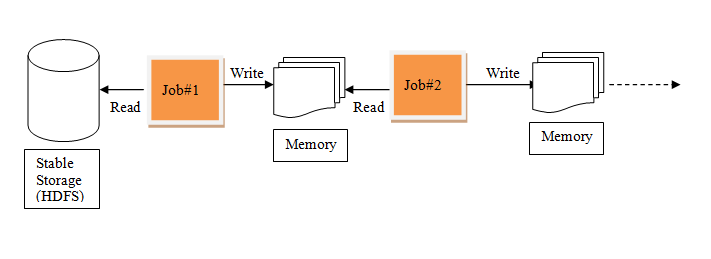 Job#1
Write
Job#2
Write
Read
Read
Memory
Memory
Stable
Storage
(HDFS)